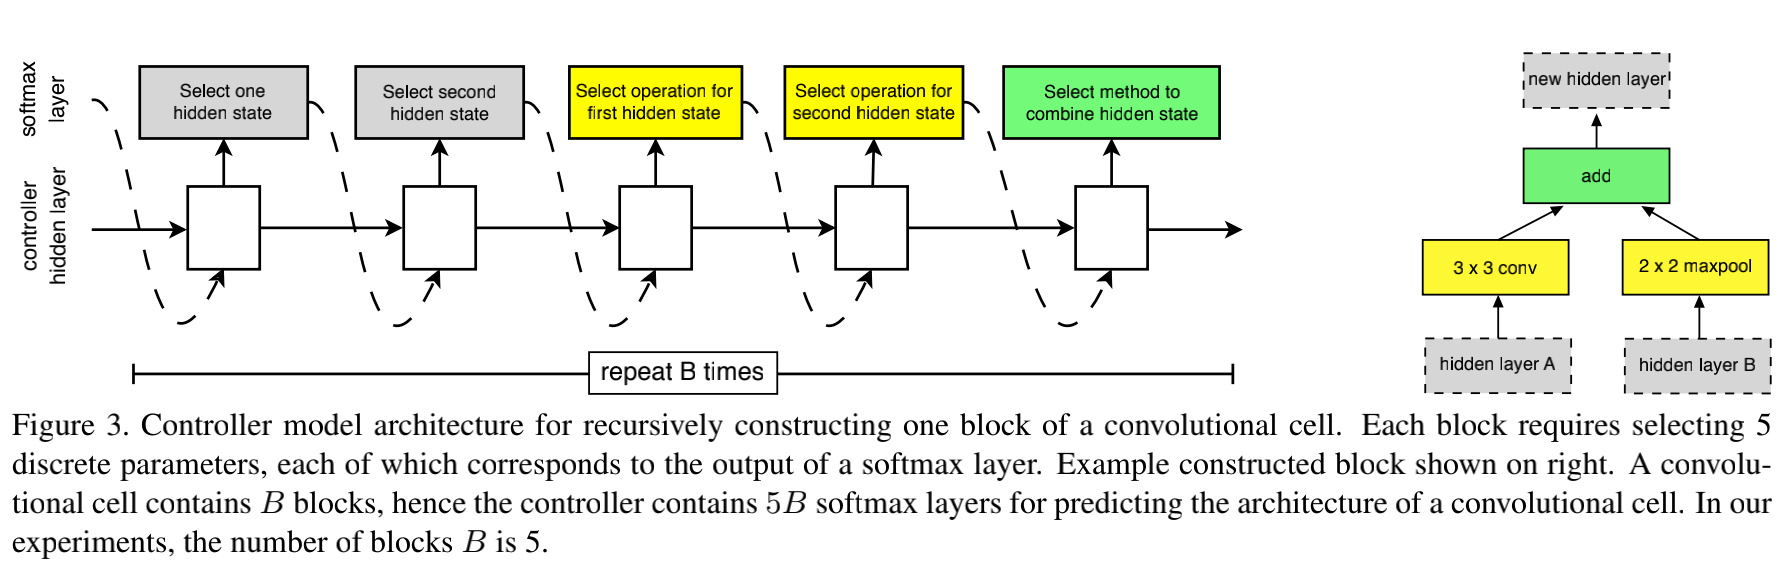 softmax
layer
controller
hidden layer
Select one
hidden state
Select second
hidden state
Select operation for
first hidden state
Select operation for
second hidden state
Select method to
combine hidden state
repeat B times
new hidden layer
add
3 x 3 conv
2 x 2 maxpool
hidden layer A
hidden layer B
Figure 3. Controller model architecture for recursively constructing one block of a convolutional cell. Each block requires selecting 5
discrete parameters, each of which corresponds to the output of a softmax layer. Example constructed block shown on right. A convolu-
tional cell contains B blocks, hence the controller contains 5B softmax layers for predicting the architecture of a convolutional cell. In our
experiments, the number of blocks B is 5.